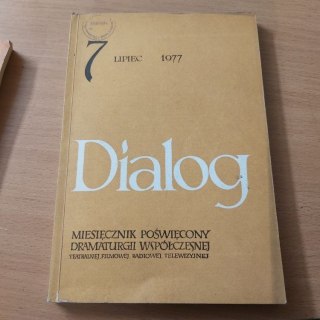 7 LIPIEC 1977
Dialog
MIESIĘCZNIK POŚWIĘCONY
DRAMATURGII WSPÓŁCZESNEJ
TEATRALNEJ, FILMOWEJ, RADIOWEJ, TELEWIZYJNEJ